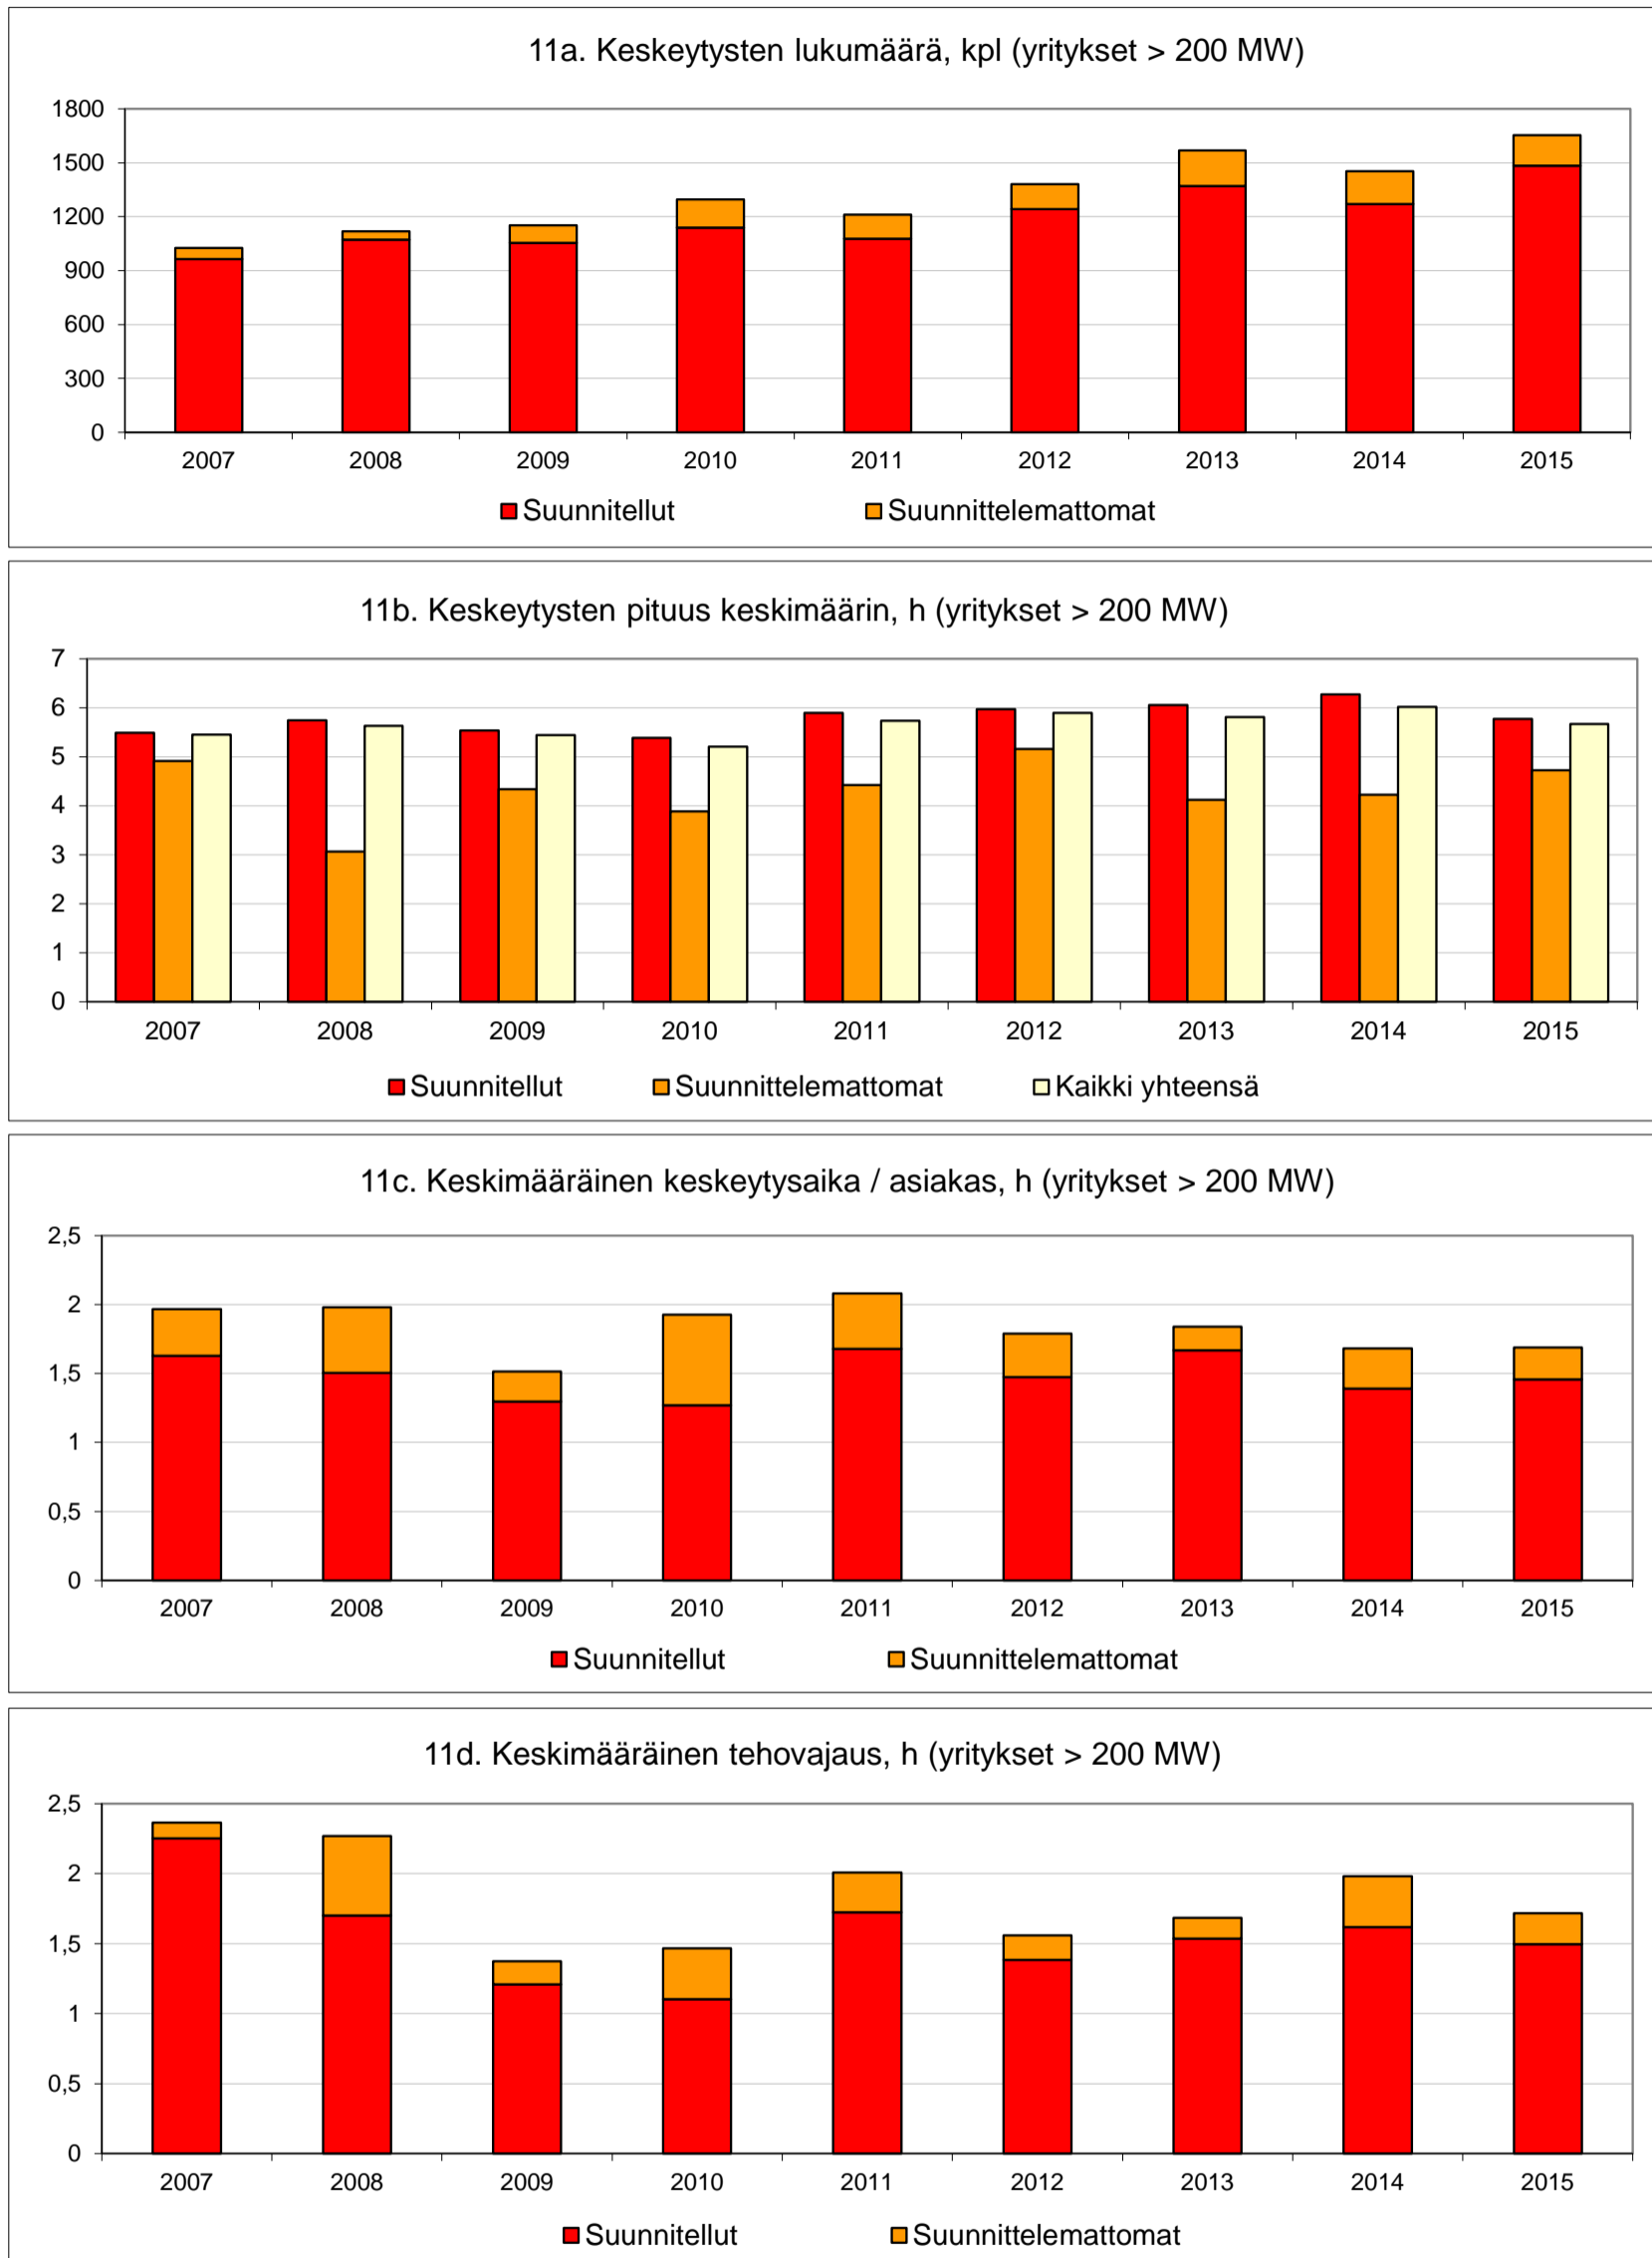 11a. Keskeytysten lukumäärä, kpl (yritykset > 200 MW)
1800
1500
1200
900
600
300
0
2007 2008 2009 2010 2011 2012 2013 2014 2015
Suunnitellut Suunnittelemattomat
11b. Keskeytysten pituus keskimäärin, h (yritykset > 200 MW)
7
6
5
4
3
2
1
0
2007 2008 2009 2010 2011 2012 2013 2014 2015
Suunnitellut Suunnittelemattomat Kaikki yhteensä
11c. Keskimääräinen keskeytysaika / asiakas, h (yritykset > 200 MW)
2,5
2
1,5
1
0,5
0
2007 2008 2009 2010 2011 2012 2013 2014 2015
Suunnitellut Suunnittelemattomat
11d. Keskimääräinen tehovajaus, h (yritykset > 200 MW)
2,5
2
1,5
1
0,5
0
2007 2008 2009 2010 2011 2012 2013 2014 2015
Suunnitellut Suunnittelemattomat